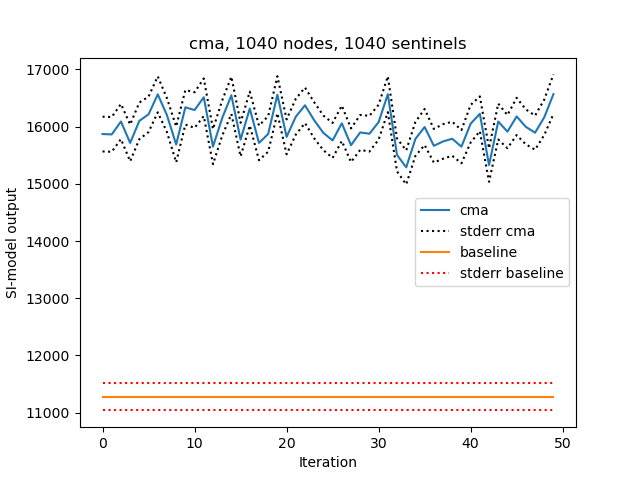 cma, 1040 nodes, 1040 sentinels
17000
16000
15000
14000
13000
12000
11000
SI-model output
cma
stderr cma
baseline
stderr baseline
0 10 20 30 40 50
Iteration